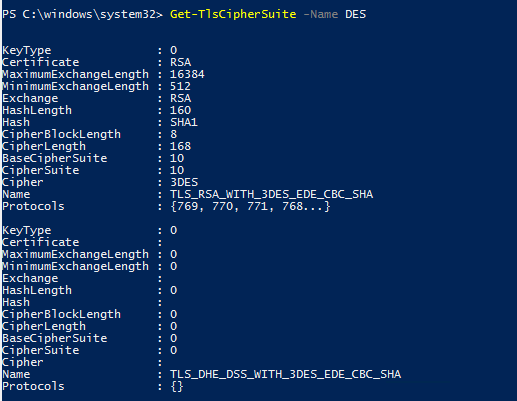 PS C:\windows\system32> Get-TlsCipherSuite -Name DES
KeyType : 0
Certificate : RSA
MaximumExchangeLength : 16384
MinimumExchangeLength : 512
Exchange : RSA
HashLength : 160
Hash : SHA1
CipherBlockLength : 8
CipherLength : 168
BaseCipherSuite : 10
CipherSuite : 10
Cipher : 3DES
Name : TLS_RSA_WITH_3DES_EDE_CBC_SHA
Protocols : {769, 770, 771, 768...}
KeyType : 0
Certificate :
MaximumExchangeLength : 0
MinimumExchangeLength : 0
Exchange :
HashLength : 0
Hash :
CipherBlockLength : 0
CipherLength : 0
BaseCipherSuite : 0
CipherSuite : 0
Cipher :
Name : TLS_DHE_DSS_WITH_3DES_EDE_CBC_SHA
Protocols : {}